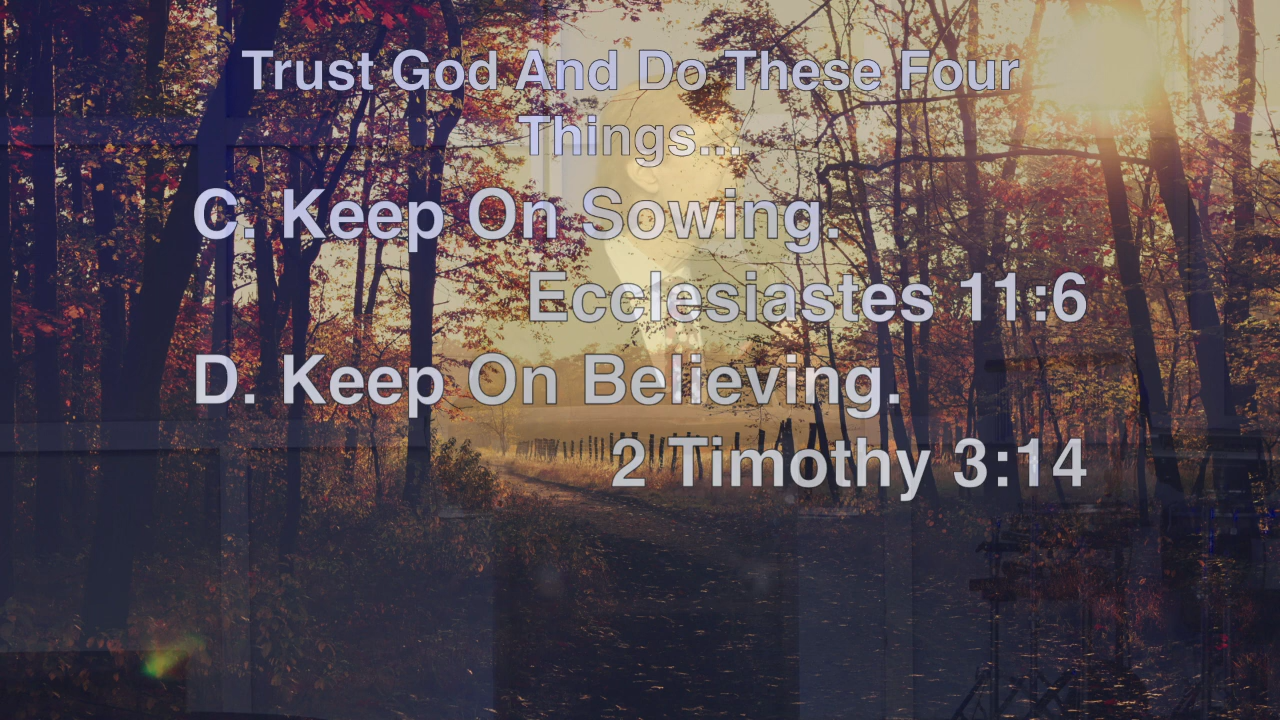 Trust God And Do These Four
Things...
C. Keep On Sowing.
Ecclesiastes 11:6
D. Keep On Believing.
2 Timothy 3:14